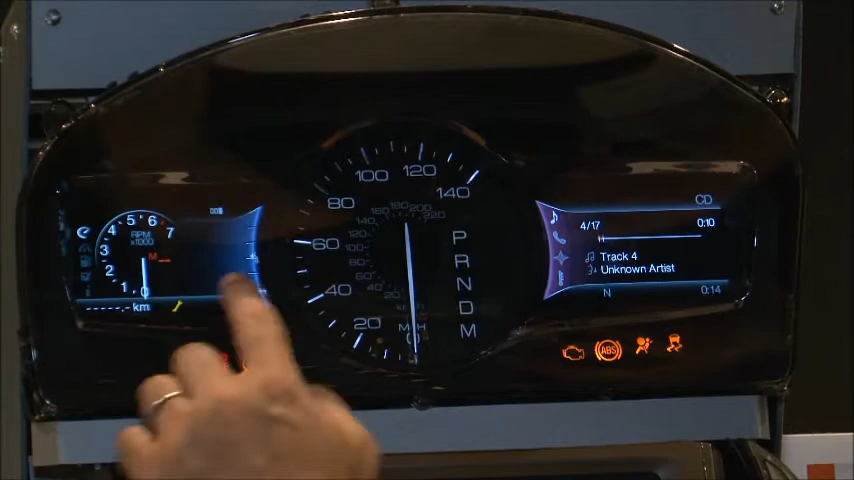 CD
4/17
0:10
Track 4
Unknown Artist
N
0:14
5 6
4 7
3
2
1 0
RPM
x1000
M
--,---.-km
100 120
80 140
60
40
20
0
180
160 200
140 220
120
100
80
60
40 20
MPH
P
R
N
D
M
ABS